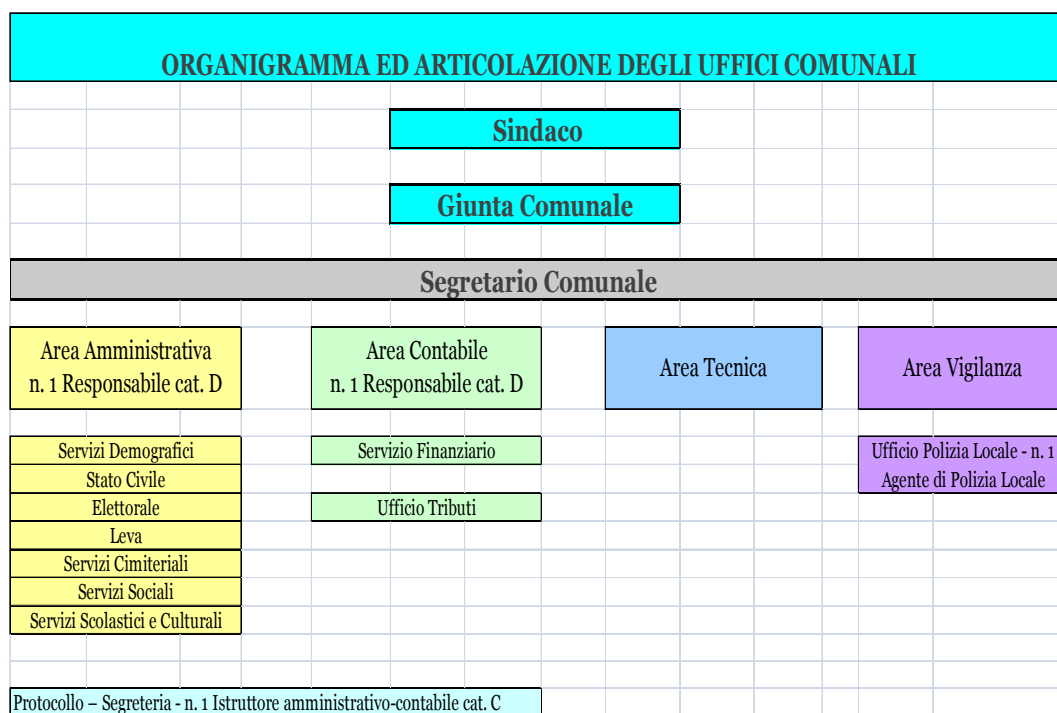 ORGANIGRAMMA ED ARTICOLAZIONE DEGLI UFFICI COMUNALI
Sindaco
Giunta Comunale
Segretario Comunale
Area Amministrativa
n. 1 Responsabile cat. D
Area Contabile
n. 1 Responsabile cat. D
Area Tecnica
Area Vigilanza
Servizi Demografici
Stato Civile
Elettorale
Leva
Servizi Cimiteriali
Servizi Sociali
Servizi Scolastici e Culturali
Servizio Finanziario
Ufficio Tributi
Ufficio Polizia Locale - n. 1
Agente di Polizia Locale
Protocollo – Segreteria - n. 1 Istruttore amministrativo-contabile cat. C